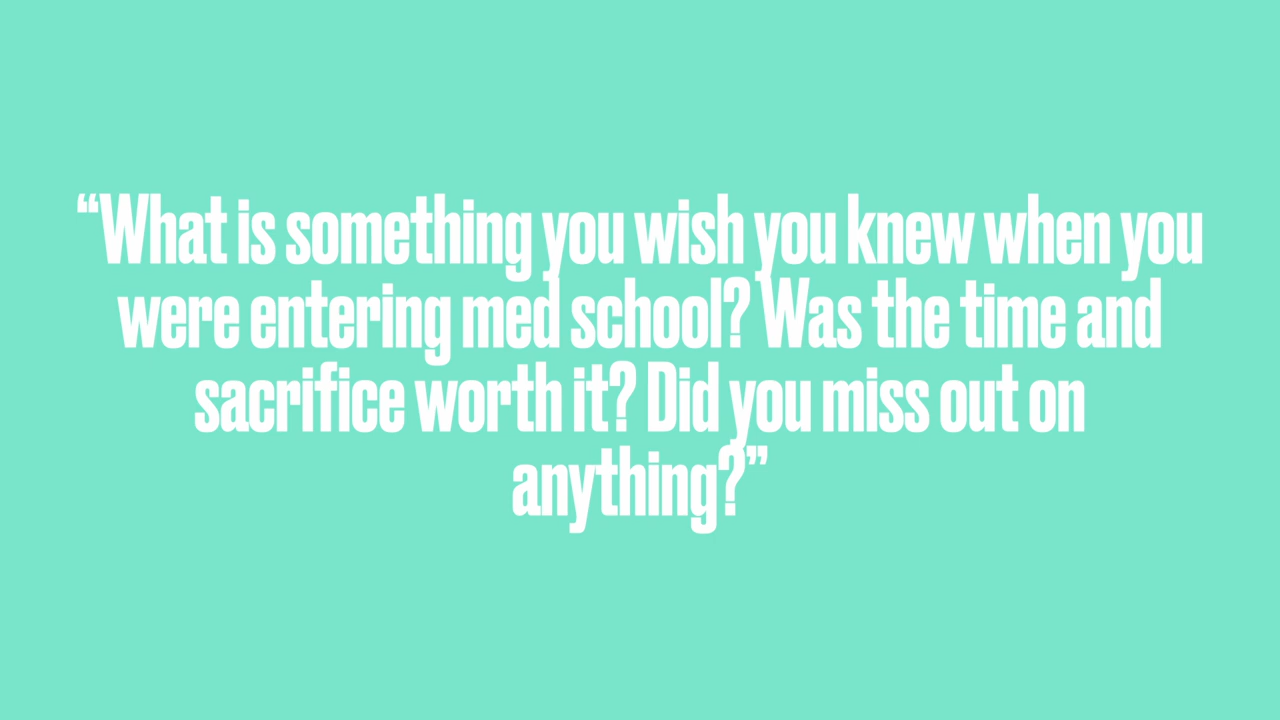 “What is something you wish you knew when you
were entering med school? Was the time and
sacrifice worth it? Did you miss out on
anything?”